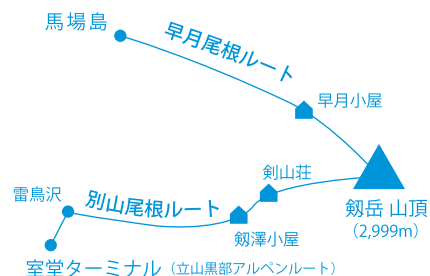 馬場島
早月尾根ルート
早月小屋
剣山荘
雷鳥沢
別山尾根ルート
剱岳 山頂
（2,999m）
剱澤小屋
室堂ターミナル（立山黒部アルペンルート）